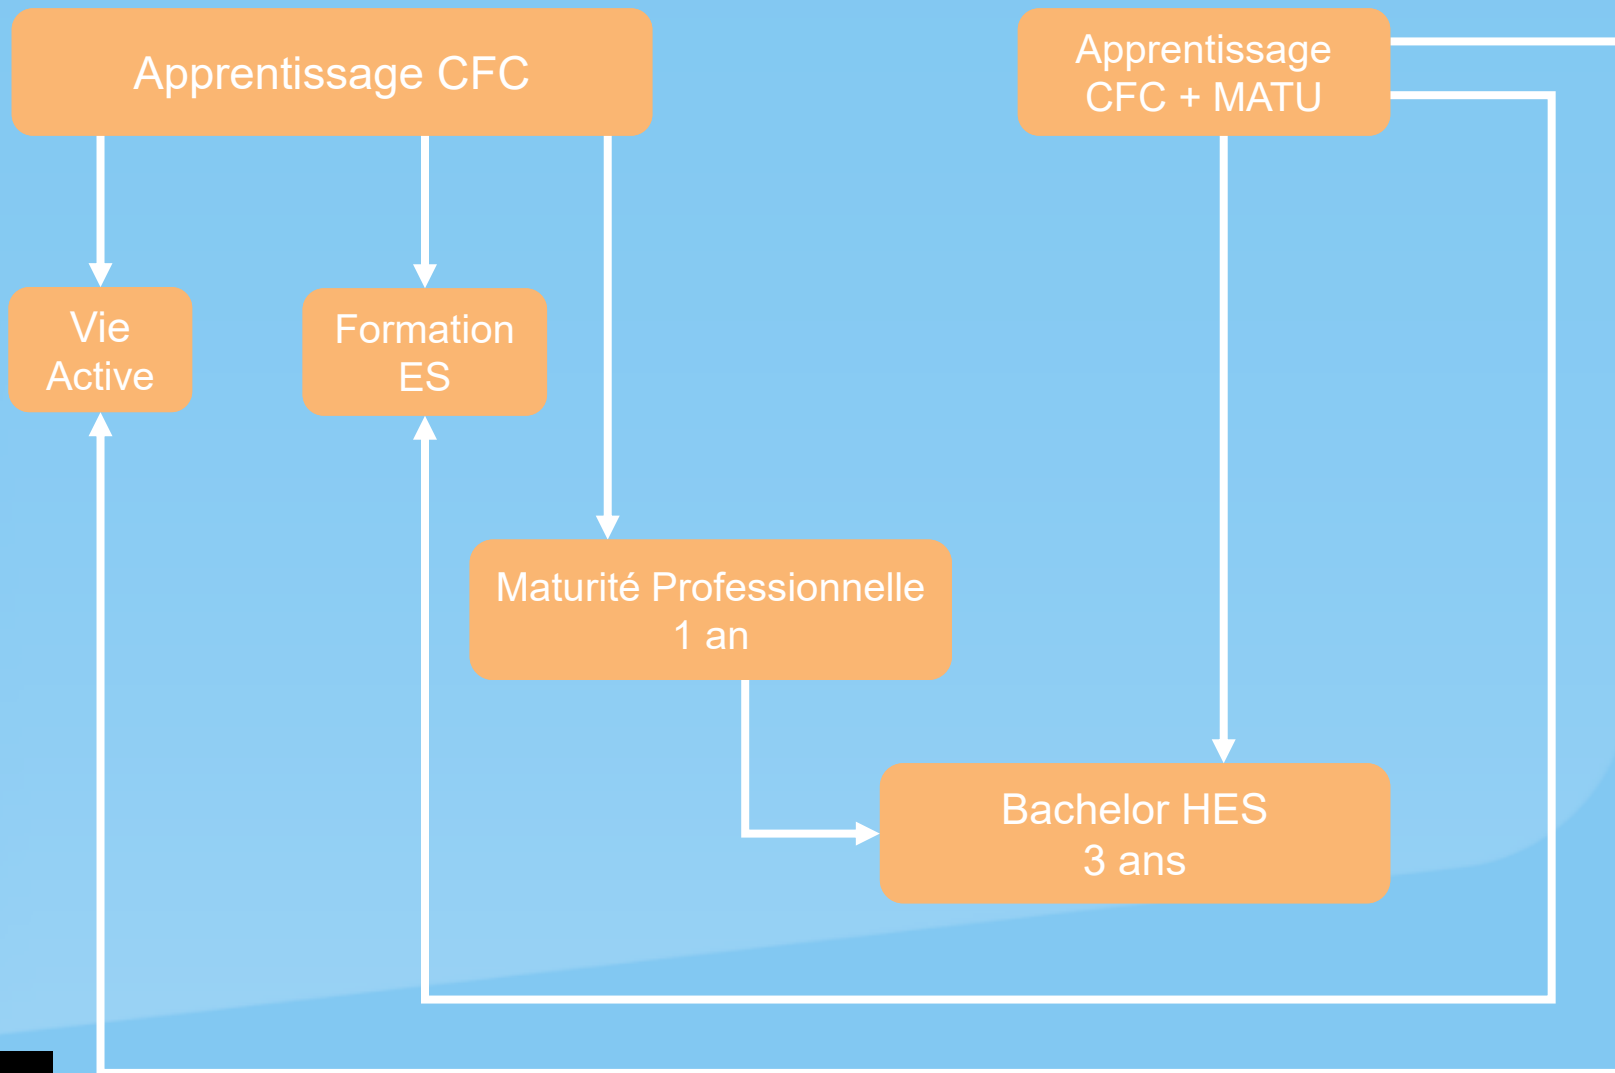 Apprentissage CFC
Apprentissage
CFC + MATU
Vie
Active
Formation
ES
Maturité Professionnelle
1 an
Bachelor HES
3 ans